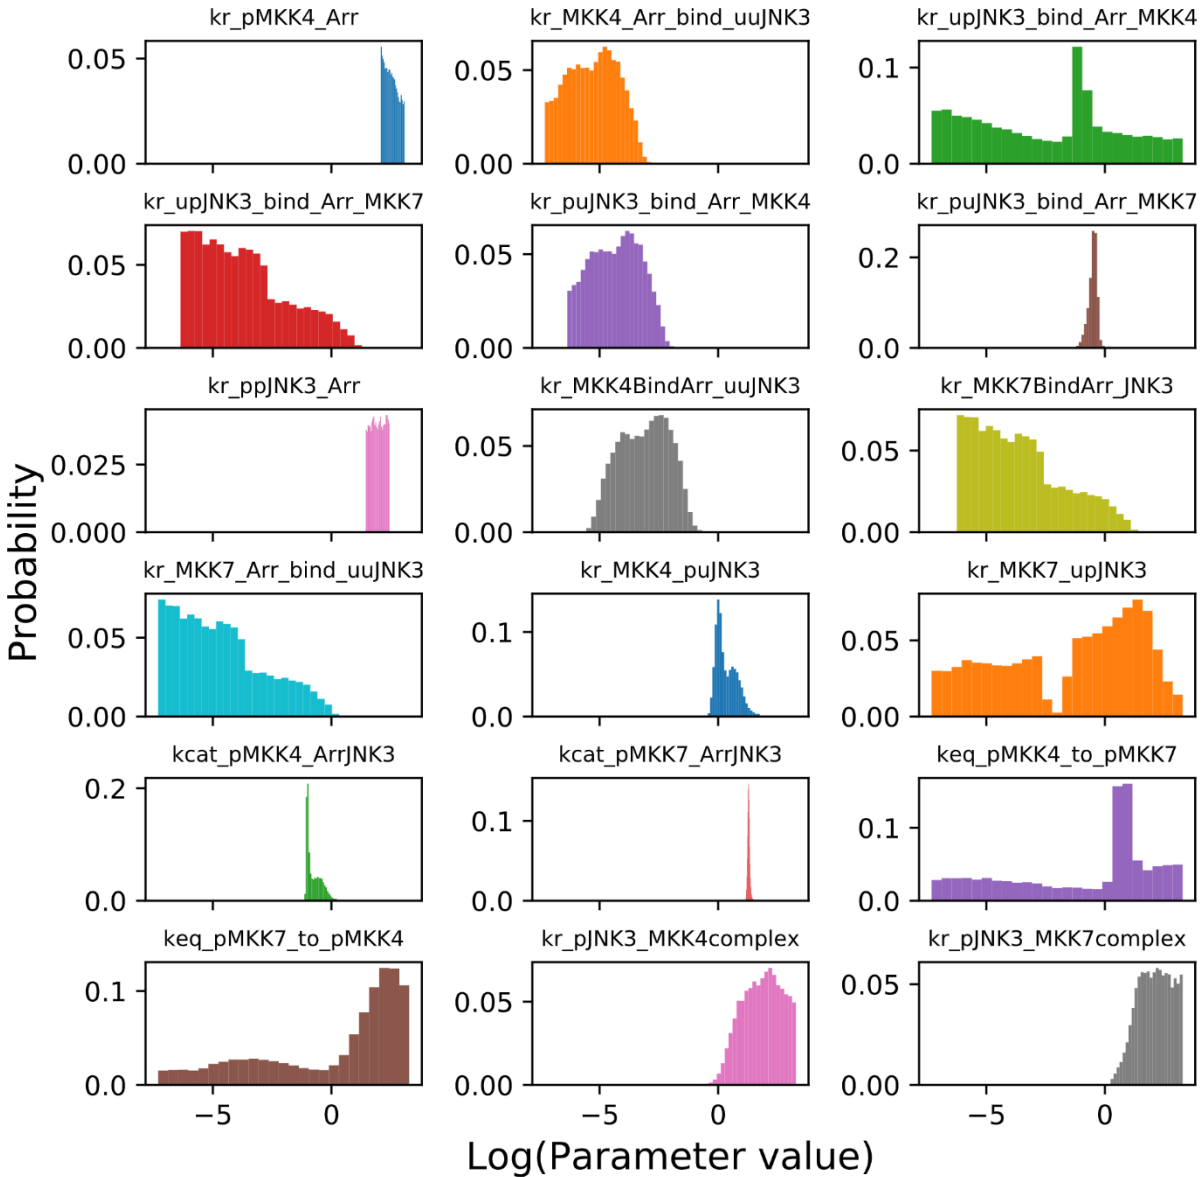 kr_pMKK4_Arr
kr_MKK4_Arr_bind_uuJNK3
kr_upJNK3_bind_Arr_MKK4
0.05
0.00
0.05
0.00
0.1
0.0
kr_upJNK3_bind_Arr_MKK7
kr_puJNK3_bind_Arr_MKK4
kr_puJNK3_bind_Arr_MKK7
0.05
0.00
0.05
0.00
0.2
0.0
kr_ppJNK3_Arr
kr_MKK4BindArr_uuJNK3
kr_MKK7BindArr_JNK3
0.025
0.000
0.05
0.00
0.05
0.00
kr_MKK7_Arr_bind_uuJNK3
kr_MKK4_puJNK3
kr_MKK7_upJNK3
0.05
0.00
0.1
0.0
0.05
0.00
kcat_pMKK4_ArrJNK3
kcat_pMKK7_ArrJNK3
keq_pMKK4_to_pMKK7
0.2
0.0
0.1
0.0
0.1
0.0
keq_pMKK7_to_pMKK4
kr_pJNK3_MKK4complex
kr_pJNK3_MKK7complex
0.1
0.0
0.05
0.00
0.05
0.00
−5 0
−5 0
−5 0
Probability
Log(Parameter value)